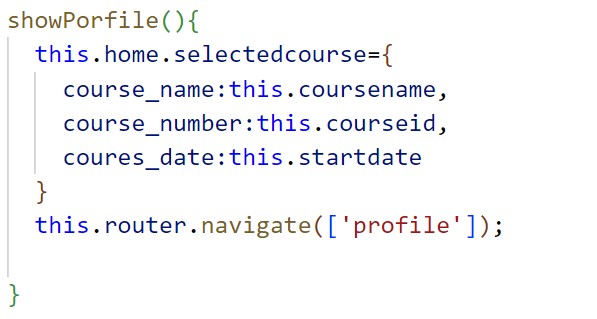 showPorfile(){
this.home.selectedcourse={
course_name:this.coursename,
course_number:this.courseid,
coures_date:this.startdate
}
this.router.navigate(['profile']);
}